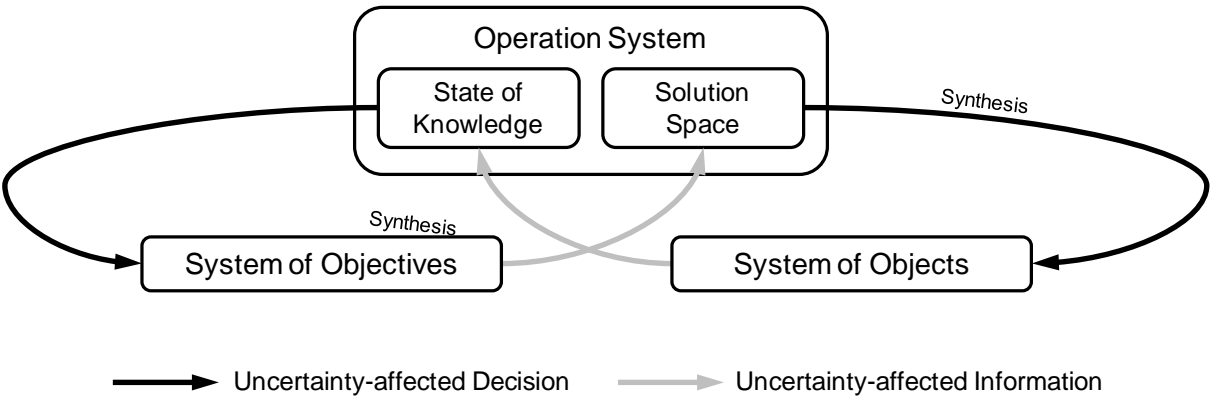 Operation System
State of
Knowledge
Solution
Space
Synthesis
Synthesis
System of Objectives
System of Objects
Uncertainty-affected Decision
Uncertainty-affected Information